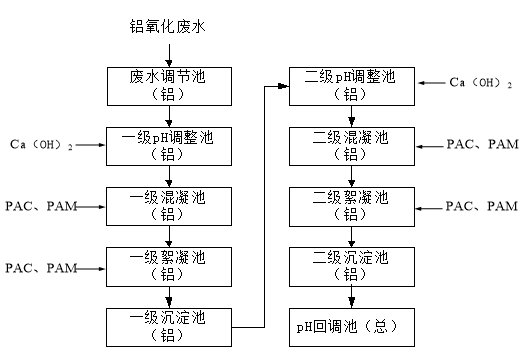 铝氧化废水
废水调节池
（铝）
Ca（OH）2
一级pH调整池
（铝）
PAC、PAM
一级混凝池
（铝）
PAC、PAM
一级絮凝池
（铝）
一级沉淀池
（铝）
二级pH调整池
（铝）
Ca（OH）2
二级混凝池
（铝）
PAC、PAM
二级絮凝池
（铝）
PAC、PAM
二级沉淀池
（铝）
pH回调池（总）